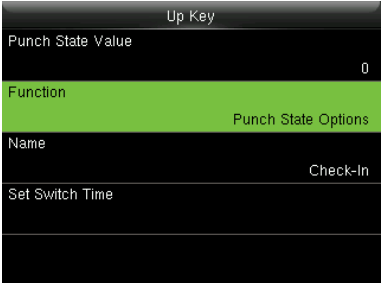 Up Key
Punch State Value
0
Function
Punch State Options
Name
Check-In
Set Switch Time